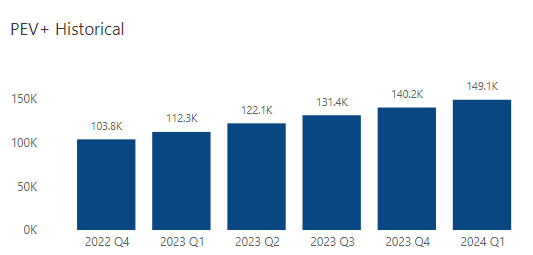 PEV+ Historical
150K
100K
50K
0K
103.8K
112.3K
122.1K
131.4K
140.2K
149.1K
2022 Q4
2023 Q1
2023 Q2
2023 Q3
2023 Q4
2024 Q1